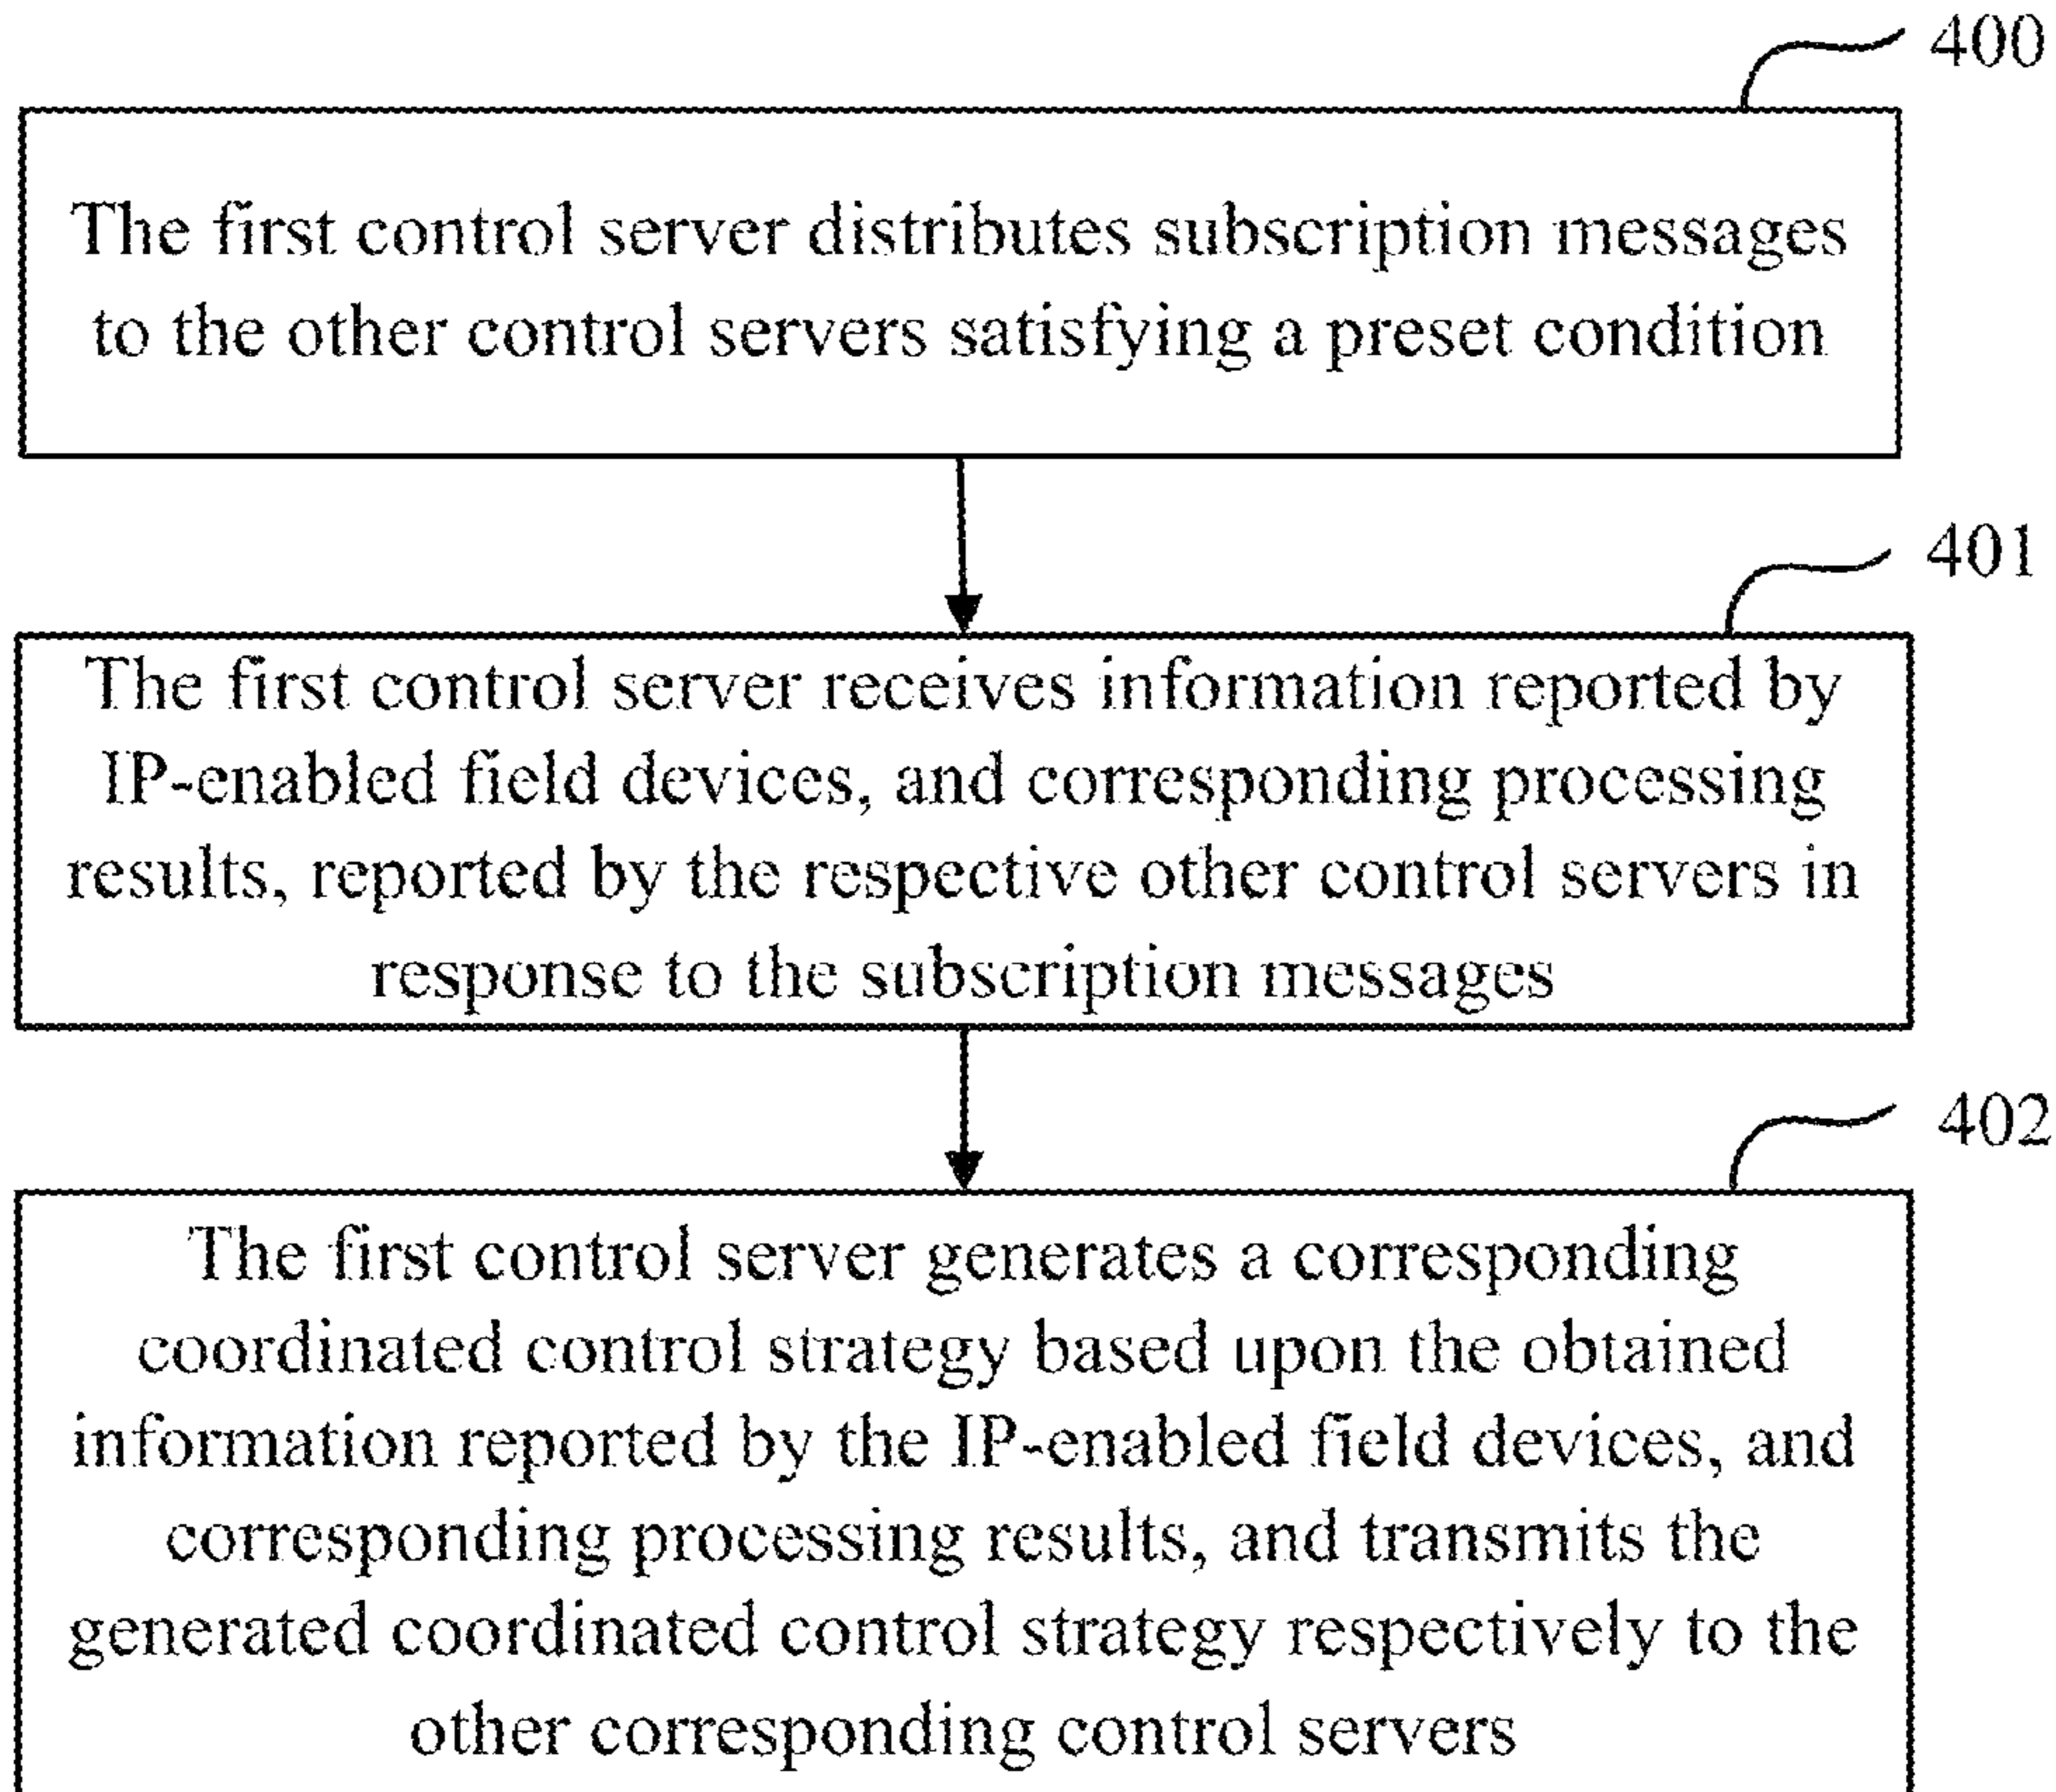 400
The first control server distributes subscription messages
to the other control servers satisfying a preset condition
401
The first control server receives information reported by
IP-enabled field devices, and corresponding processing
results, reported by the respective other control servers in
response to the subscription messages
402
The first control server generates a corresponding
coordinated control strategy based upon the obtained
information reported by the IP-enabled field devices, and
corresponding processing results, and transmits the
generated coordinated control strategy respectively to the
other corresponding control servers